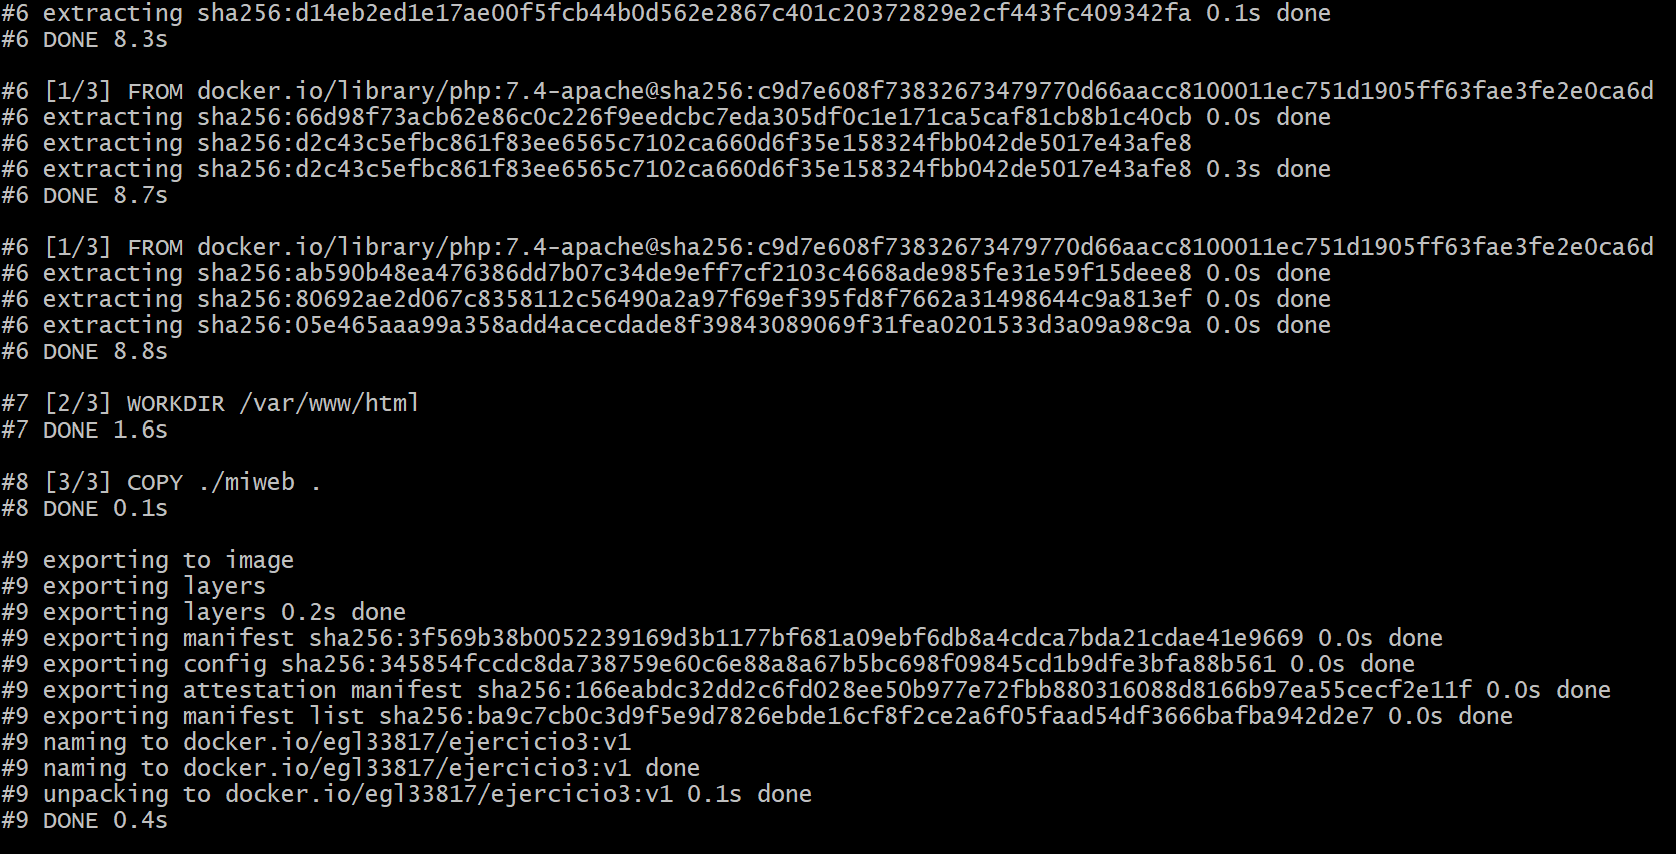 #6 extracting sha256:d14eb2ed1e17ae00f5fcb44b0d562e2867c401c20372829e2cf443fc409342fa 0.1s done
#6 DONE 8.3s
#6 [1/3] FROM docker.io/library/php:7.4-apache@sha256:c9d7e608f73832673479770d66aacc8100011ec751d1905ff63fae3fe2e0ca6d
#6 extracting sha256:66d98f73acb62e86c0c226f9eedcbc7eda305df0c1e171ca5caf81cb8b1c40cb 0.0s done
#6 extracting sha256:d2c43c5efbc861f83ee6565c7102ca660d6f35e158324fbb042de5017e43afe8
#6 extracting sha256:d2c43c5efbc861f83ee6565c7102ca660d6f35e158324fbb042de5017e43afe8 0.3s done
#6 DONE 8.7s
#6 [1/3] FROM docker.io/library/php:7.4-apache@sha256:c9d7e608f73832673479770d66aacc8100011ec751d1905ff63fae3fe2e0ca6d
#6 extracting sha256:ab590b48ea476386dd7b07c34de9eff7cf2103c4668ade985fe31e59f15deee8 0.0s done
#6 extracting sha256:80692ae2d067c8358112c56490a2a97f69ef395fd8f7662a31498644c9a813ef 0.0s done
#6 extracting sha256:05e465aaa99a358add4acecdade8f39843089069f31fea0201533d3a09a98c9a 0.0s done
#6 DONE 8.8s
#7 [2/3] WORKDIR /var/www/html
#7 DONE 1.6s
#8 [3/3] COPY ./miweb .
#8 DONE 0.1s
#9 exporting to image
#9 exporting layers
#9 exporting layers 0.2s done
#9 exporting manifest sha256:3f569b38b0052239169d3b1177bf681a09ebf6db8a4cdca7bda21cdae41e9669 0.0s done
#9 exporting config sha256:345854fccdc8da738759e60c6e88a8a67b5bc698f09845cd1b9dfe3bfa88b561 0.0s done
#9 exporting attestation manifest sha256:166eabdc32dd2c6fd028ee50b977e72fbb880316088d8166b97ea55cecf2e11f 0.0s done
#9 exporting manifest list sha256:ba9c7cb0c3d9f5e9d7826ebde16cf8f2ce2a6f05faad54df3666bafba942d2e7 0.0s done
#9 naming to docker.io/egl33817/ejercicio3:v1
#9 naming to docker.io/egl33817/ejercicio3:v1 done
#9 unpacking to docker.io/egl33817/ejercicio3:v1 0.1s done
#9 DONE 0.4s